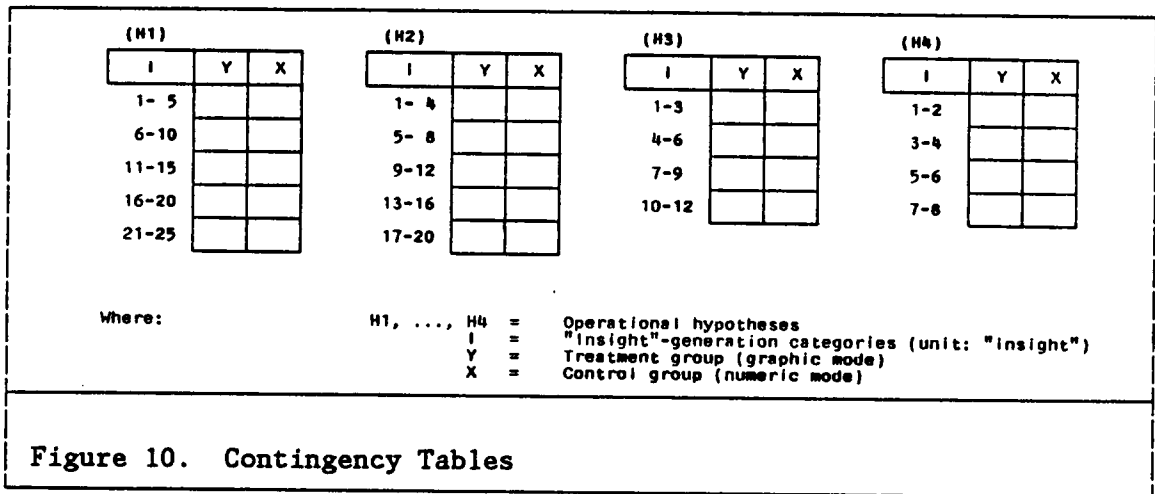 (H1) (H2) (H3) (H4)
I Y X I Y X I Y X I Y X
1- 5 1- 4 1-3 1-2
6-10 5- 8 4-6 3-4
11-15 9-12 7-9 5-6
16-20 13-16 10-12 7-8
21-25 17-20
Where: H1, ..., H4 = Operational hypotheses
I = "Insight"-generation categories (unit: "insight")
Y = Treatment group (graphic mode)
X = Control group (numeric mode)
Figure 10. Contingency Tables